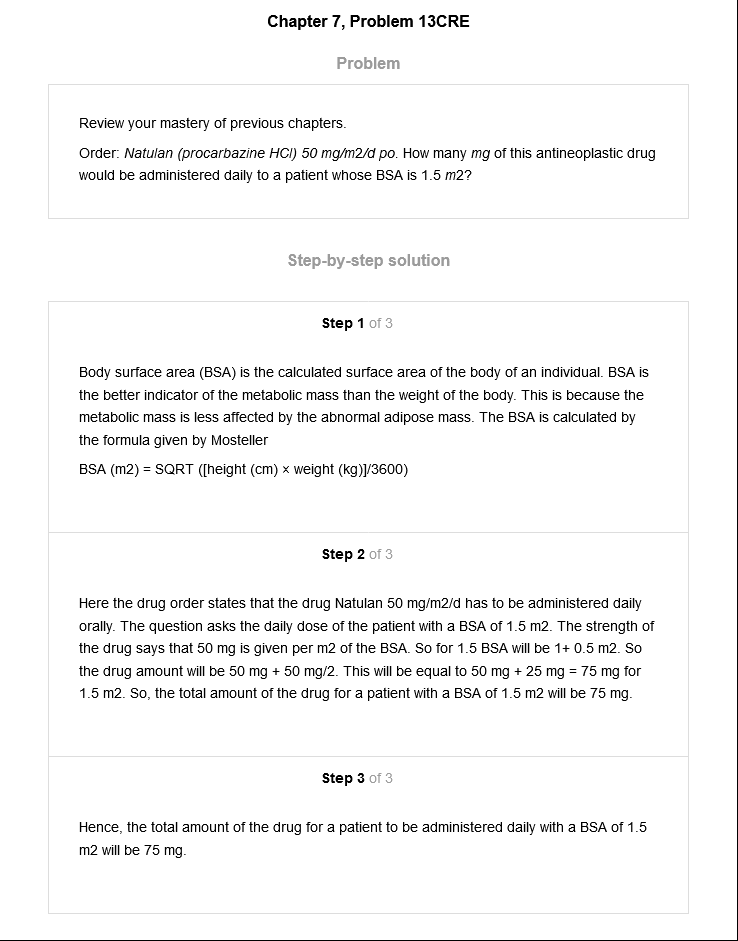 Chapter 7, Problem 13CRE
Problem
Review your mastery of previous chapters.
Order: Natulan (procarbazine HCl) 50 mg/m2/d po. How many mg of this antineoplastic drug
would be administered daily to a patient whose BSA is 1.5 m2?
Step-by-step solution
Step 1 of 3
Body surface area (BSA) is the calculated surface area of the body of an individual. BSA is
the better indicator of the metabolic mass than the weight of the body. This is because the
metabolic mass is less affected by the abnormal adipose mass. The BSA is calculated by
the formula given by Mosteller
BSA (m2) = SQRT ([height (cm) × weight (kg)]/3600)
Step 2 of 3
Here the drug order states that the drug Natulan 50 mg/m2/d has to be administered daily
orally. The question asks the daily dose of the patient with a BSA of 1.5 m2. The strength of
the drug says that 50 mg is given per m2 of the BSA. So for 1.5 BSA will be 1+ 0.5 m2. So
the drug amount will be 50 mg + 50 mg/2. This will be equal to 50 mg + 25 mg = 75 mg for
1.5 m2. So, the total amount of the drug for a patient with a BSA of 1.5 m2 will be 75 mg.
Step 3 of 3
Hence, the total amount of the drug for a patient to be administered daily with a BSA of 1.5
m2 will be 75 mg.